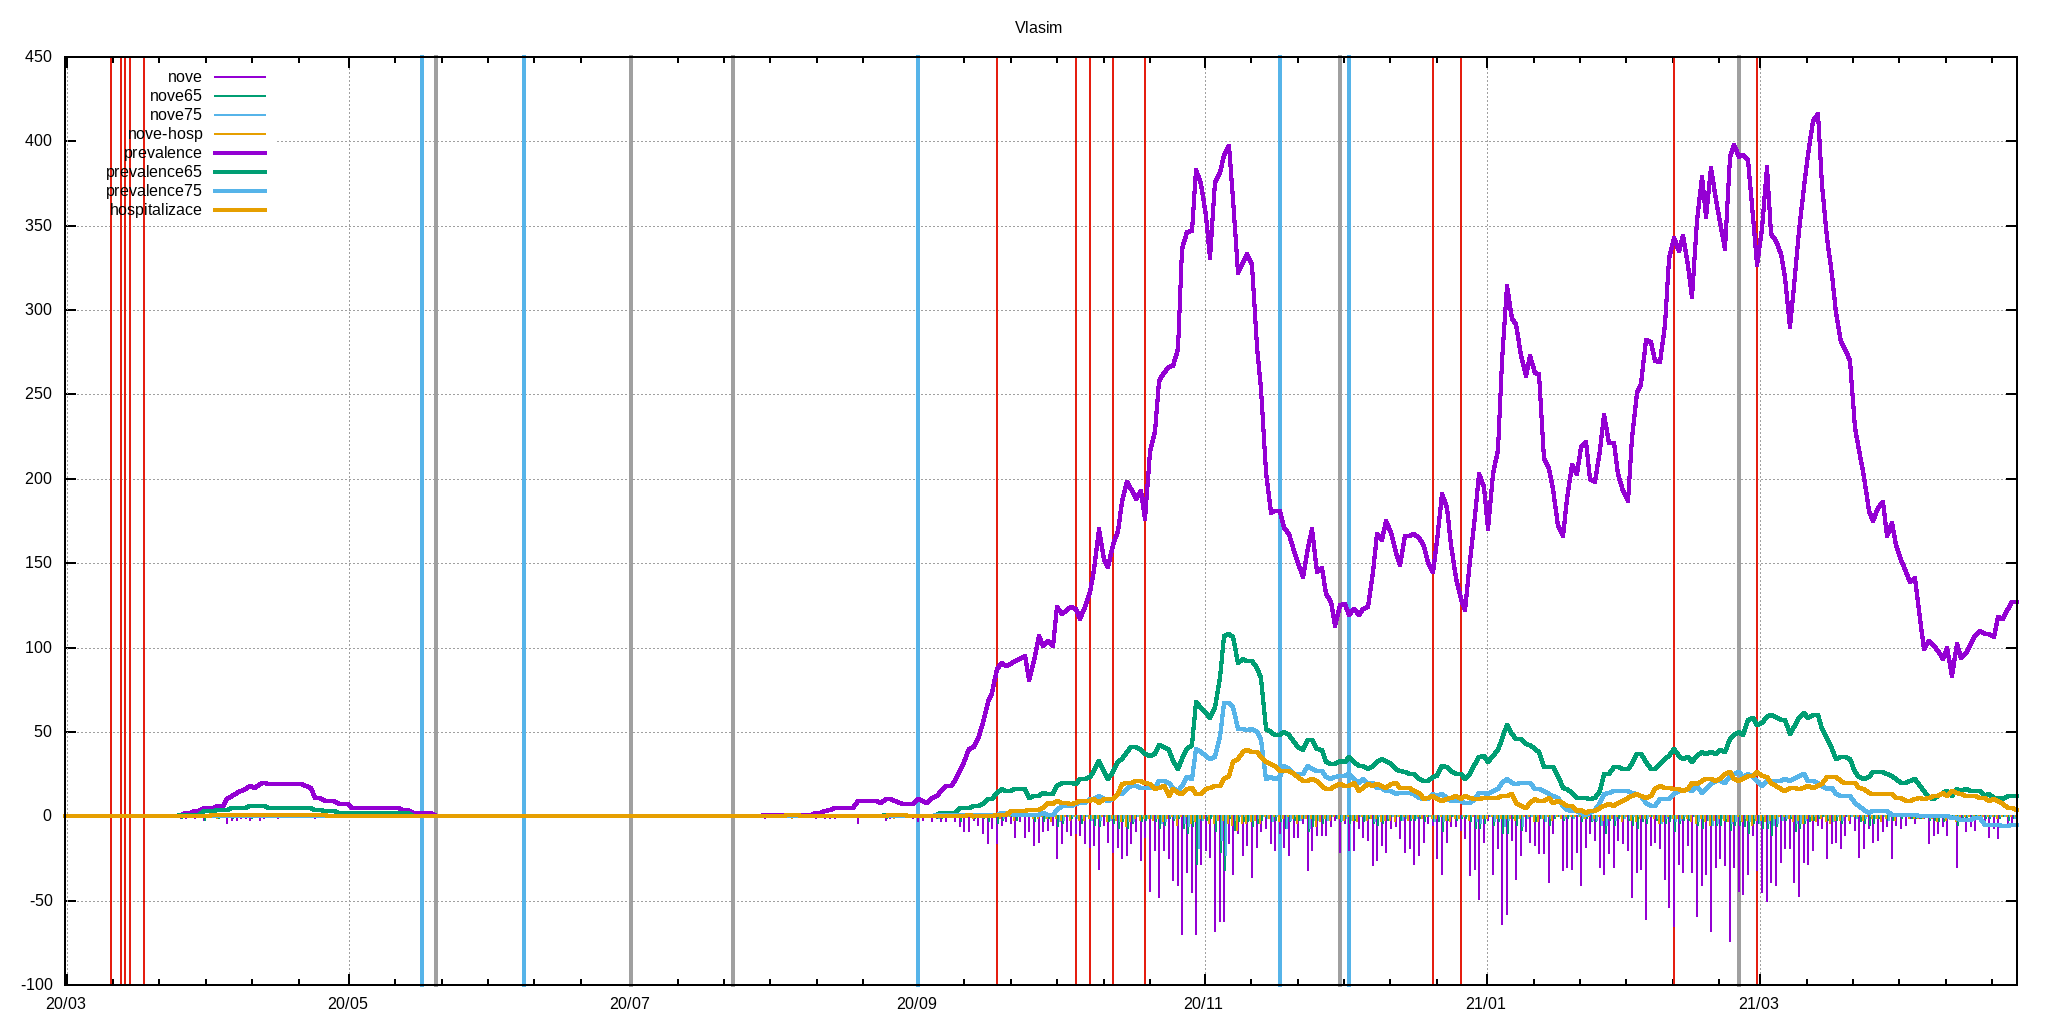 Vlasim
450
400
350
300
250
200
150
100
50
0
-50
-100
nove
nove65
nove75
nove-hosp
prevalence
prevalence65
prevalence75
hospitalizace
20/03 20/05 20/07 20/09 20/11 21/01 21/03